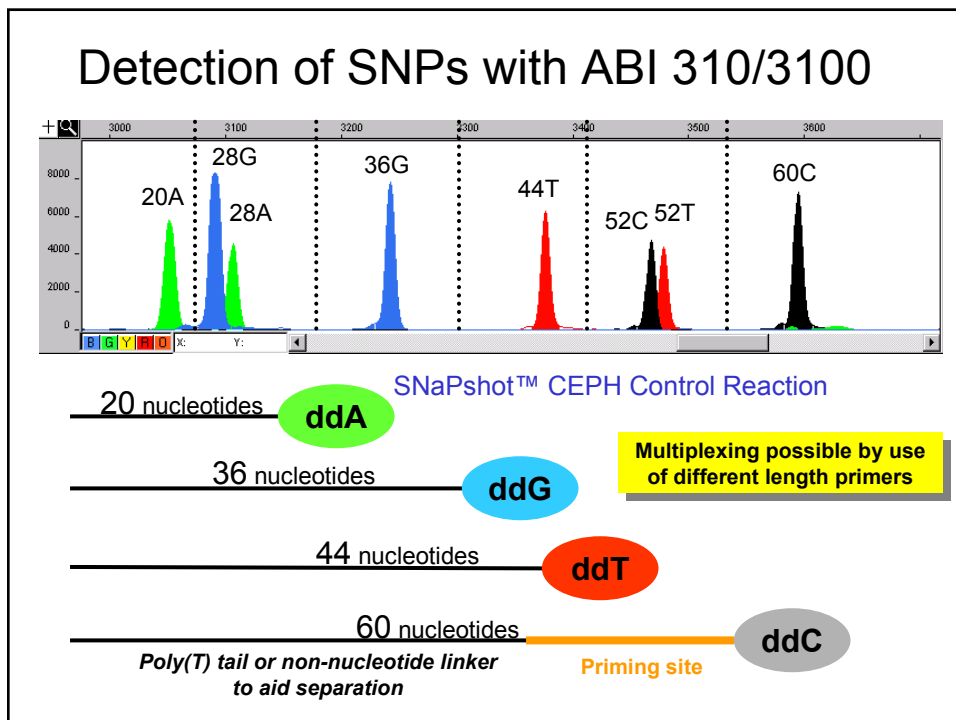 Detection of SNPs with ABI 310/3100
3000 3100 3200 3300 3400 3500 3600
8000
6000
4000
2000
0
20A
28G
28A
36G
44T
52C
52T
60C
B G Y R O X: Y:
SNaPshot™ CEPH Control Reaction
20 nucleotides
ddA
Multiplexing possible by use
of different length primers
36 nucleotides
ddG
44 nucleotides
ddT
60 nucleotides
ddC
Poly(T) tail or non-nucleotide linker
to aid separation
Priming site